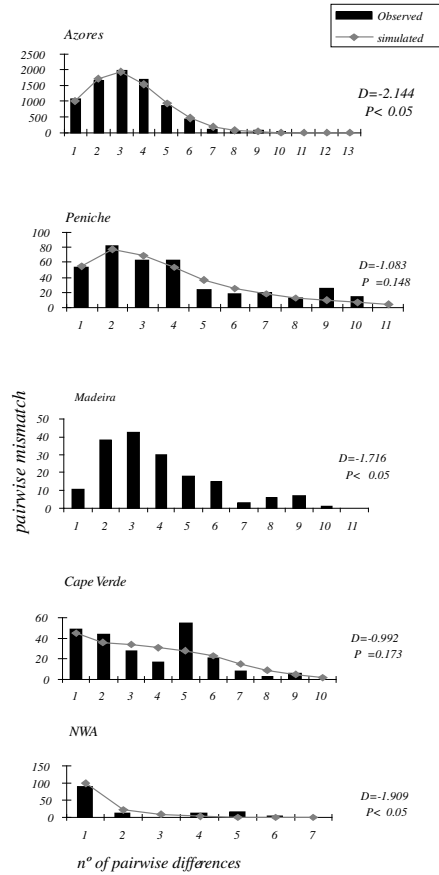 Observed
simulated
Azores
2500
2000
1500
1000
500
0
1 2 3 4 5 6 7 8 9 10 11 12 13
D=-2.144
P< 0.05
Peniche
100
80
60
40
20
0
1 2 3 4 5 6 7 8 9 10 11
D=-1.083
P =0.148
pairwise mismatch
Madeira
50
40
30
20
10
0
1 2 3 4 5 6 7 8 9 10 11
D=-1.716
P< 0.05
Cape Verde
60
40
20
0
1 2 3 4 5 6 7 8 9 10
D=-0.992
P =0.173
NWA
150
100
50
0
1 2 3 4 5 6 7
D=-1.909
P< 0.05
nº of pairwise differences